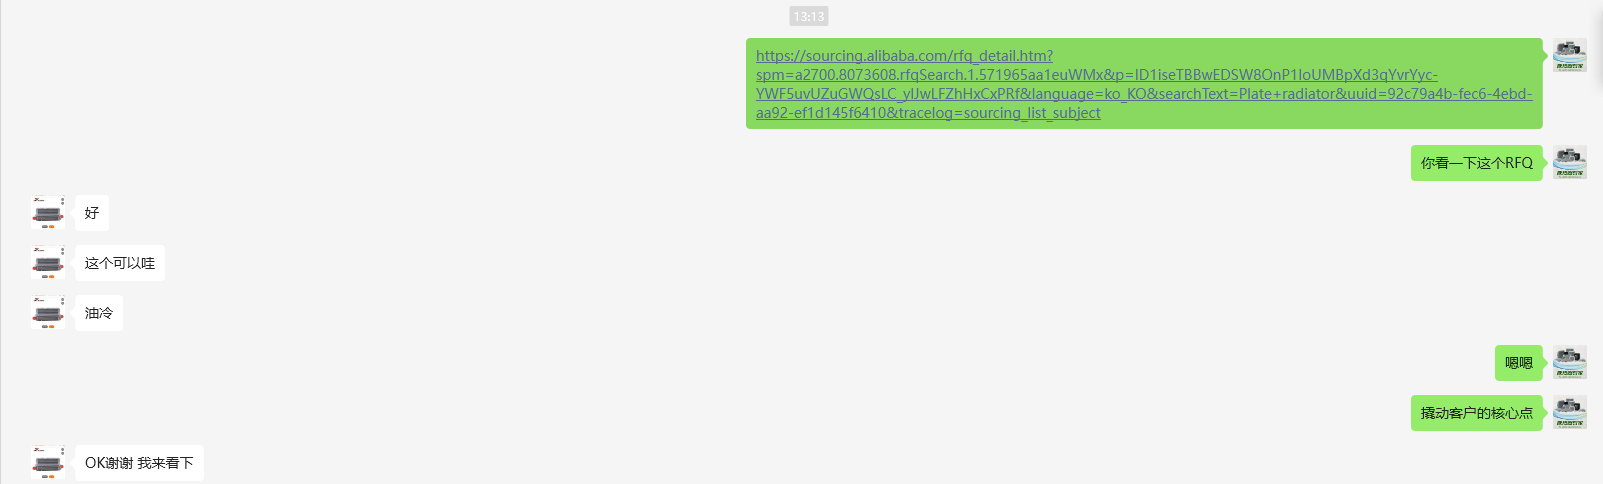 13:13
https://sourcing.alibaba.com/rfq_detail.htm?
spm=a2700.8073608.rfqSearch.1.571965aa1euWMx&p=ID1iseTBBwEDSW8OnP1IoUMBpXd3qYvrYyc-
YWF5uvUZuGWQsLC_yIJwLFZhHxCxPRf&language=ko_KO&searchText=Plate+radiator&uuid=92c79a4b-fec6-4ebd-
aa92-ef1d145f6410&tracelog=sourcing_list_subject
你看一下这个RFQ
好
这个可以哇
油冷
嗯嗯
撬动客户的核心点
OK谢谢 我来看下